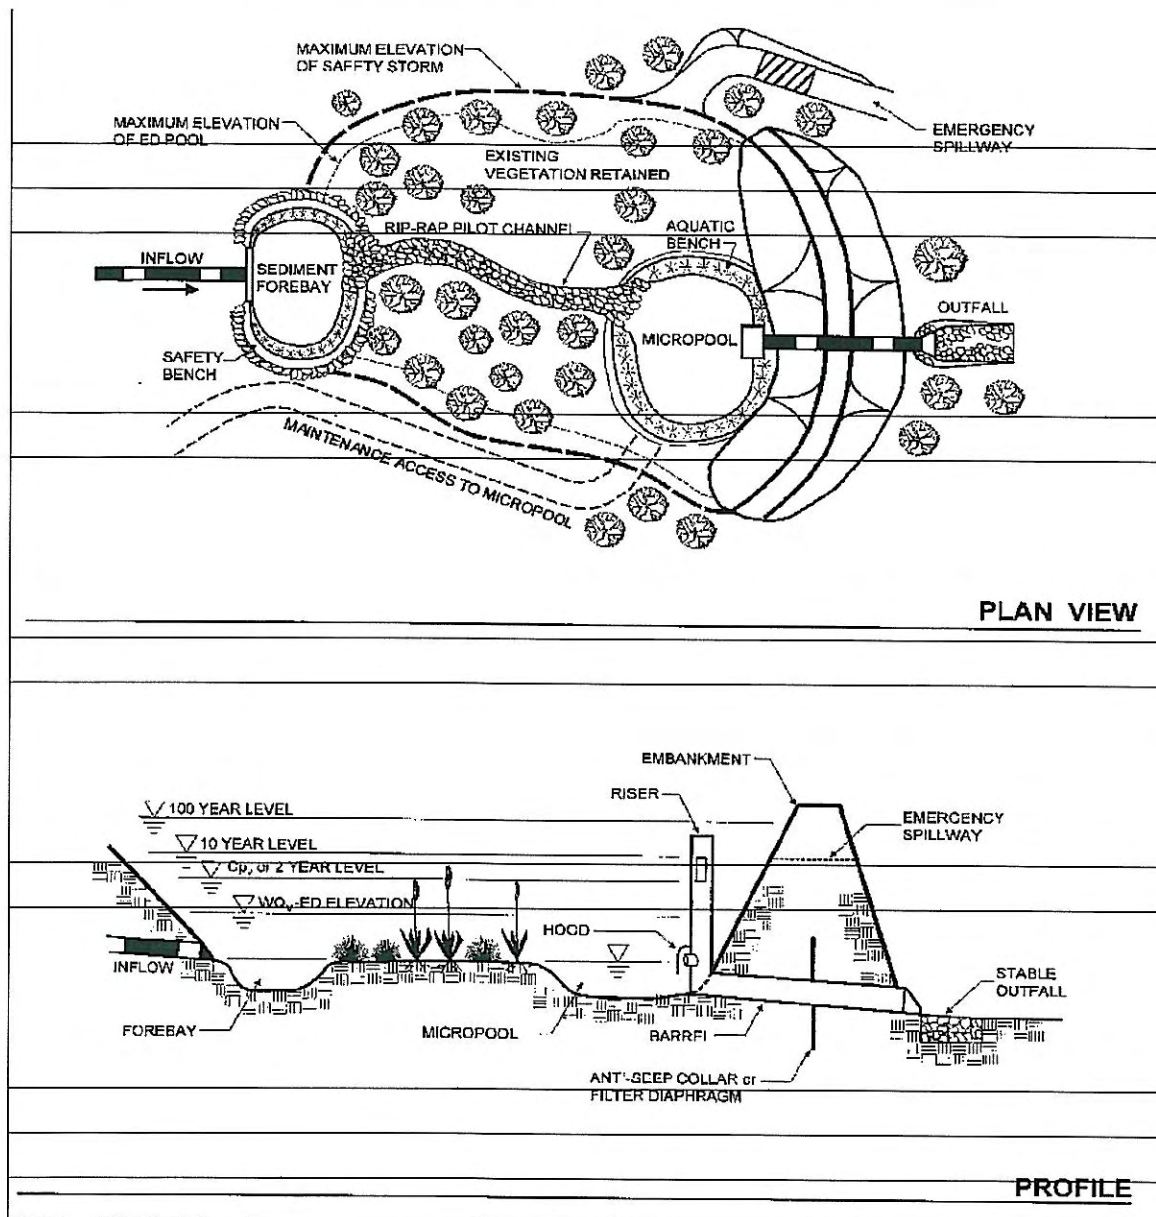 MAXIMUM ELEVATION
OF SAFETY STORM
MAXIMUM ELEVATION
OF ED POOL
EMERGENCY
SPILLWAY
EXISTING
VEGETATION RETAINED
RIP-RAP PILOT CHANNEL
AQUATIC
BENCH
INFLOW
SEDIMENT
FOREBAY
OUTFALL
MICROPOOL
SAFETY
BENCH
MAINTENANCE ACCESS TO MICROPOOL
PLAN VIEW
EMBANKMENT
RISER
100 YEAR LEVEL
EMERGENCY
SPILLWAY
10 YEAR LEVEL
Cpv or 2 YEAR LEVEL
WQv-ED ELEVATION
HOOD
INFLOW
STABLE
OUTFALL
FOREBAY
MICROPOOL
BARREL
ANTI-SEEP COLLAR or
FILTER DIAPHRAGM
PROFILE